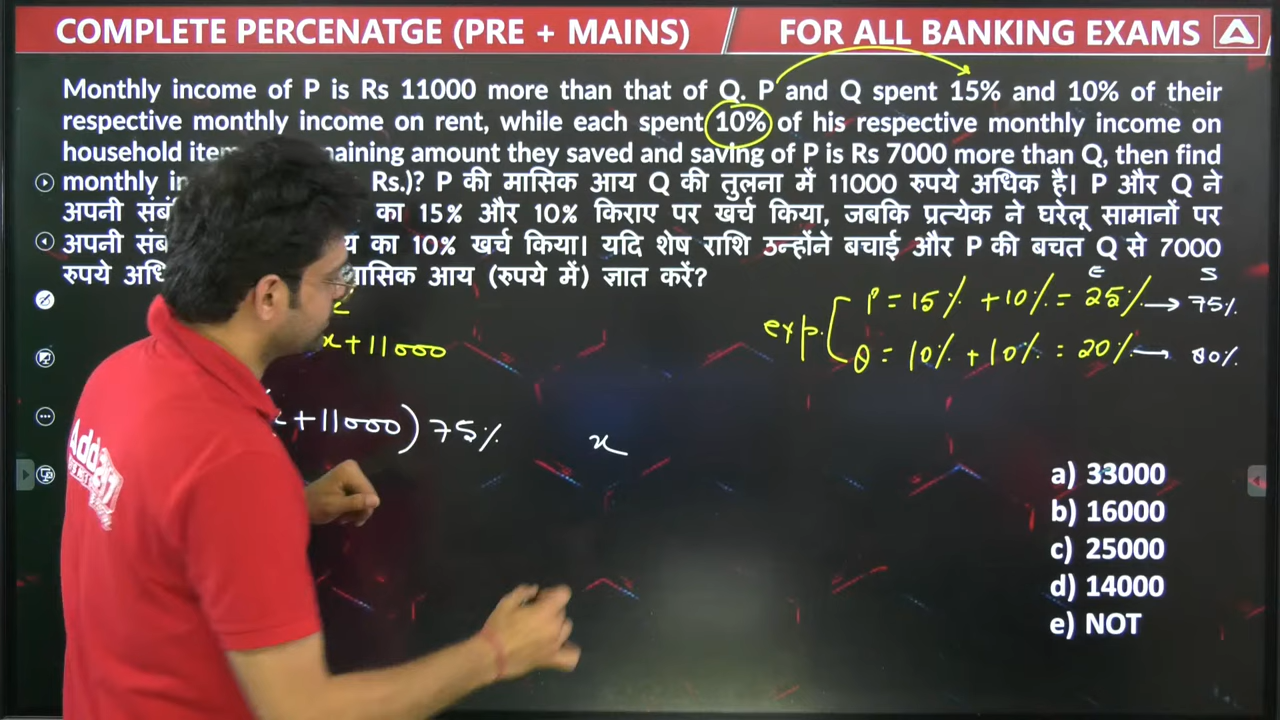 COMPLETE PERCENATGE (PRE + MAINS) FOR ALL BANKING EXAMS
Monthly income of P is Rs 11000 more than that of Q. P and Q spent 15% and 10% of their
respective monthly income on rent, while each spent 10% of his respective monthly income on
household maining amount they saved and saving of P is Rs 7000 more than Q, then find
monthly Rs.)? P की मासिक आय Q की तुलना में 11000 रुपये अधिक है। P और Q ने
अपनी का 15% और 10% किराए पर खर्च किया, जबकि प्रत्येक ने घरेलू सामानों पर
अपनी का 10% खर्च किया। यदि शेष राशि उन्होंने बचाई और P की बचत Q से 7000
रुपये मासिक आय (रुपये में) ज्ञात करें?
E S
exp. P = 15% + 10% = 25% → 75%
Q = 10% + 10% = 20% → 80%
x + 11000
x + 11000) 75% x
a) 33000
b) 16000
c) 25000
d) 14000
e) NOT
Adda247